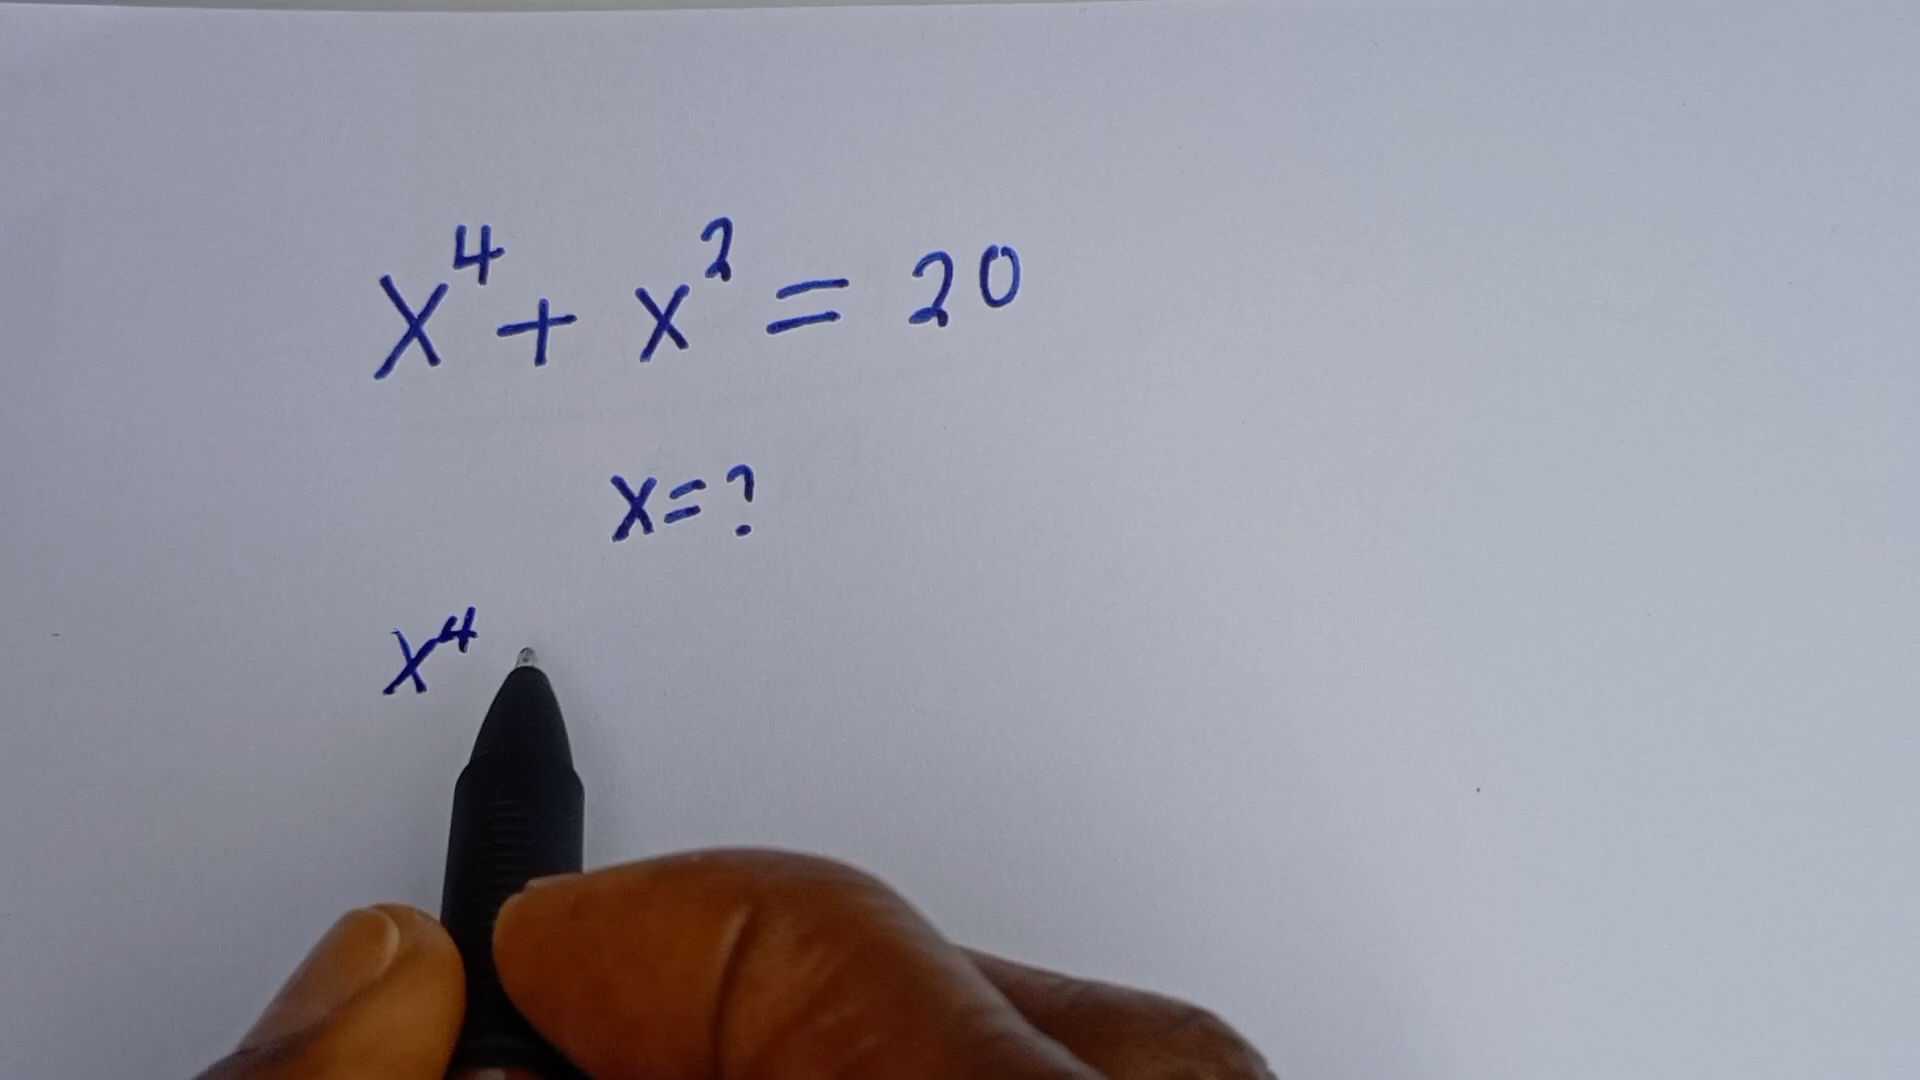 x⁴ + x² = 20
x = ?
x⁴